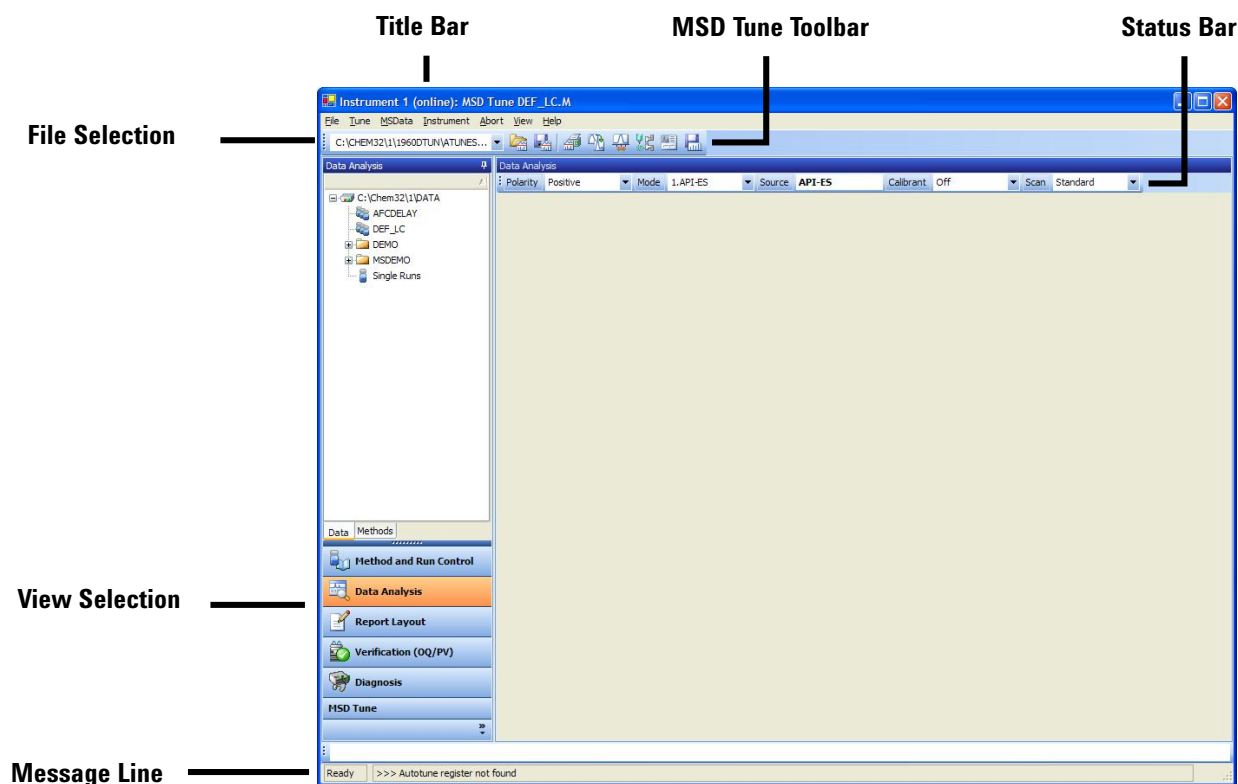 Title Bar
MSD Tune Toolbar
Status Bar
Instrument 1 (online): MSD Tune DEF_LC.M
File Tune MSData Instrument Abort View Help
File Selection
C:\CHEM32\1\1960DTUN\ATUNES...
Data Analysis
Data Analysis
Polarity Positive Mode 1.API-ES Source API-ES Calibrant Off Scan Standard
C:\Chem32\1\DATA
AFCDELAY
DEF_LC
DEMO
MSDEMO
Single Runs
Data Methods
Method and Run Control
View Selection
Data Analysis
Report Layout
Verification (OQ/PV)
Diagnosis
MSD Tune
Message Line
Ready >>> Autotune register not found